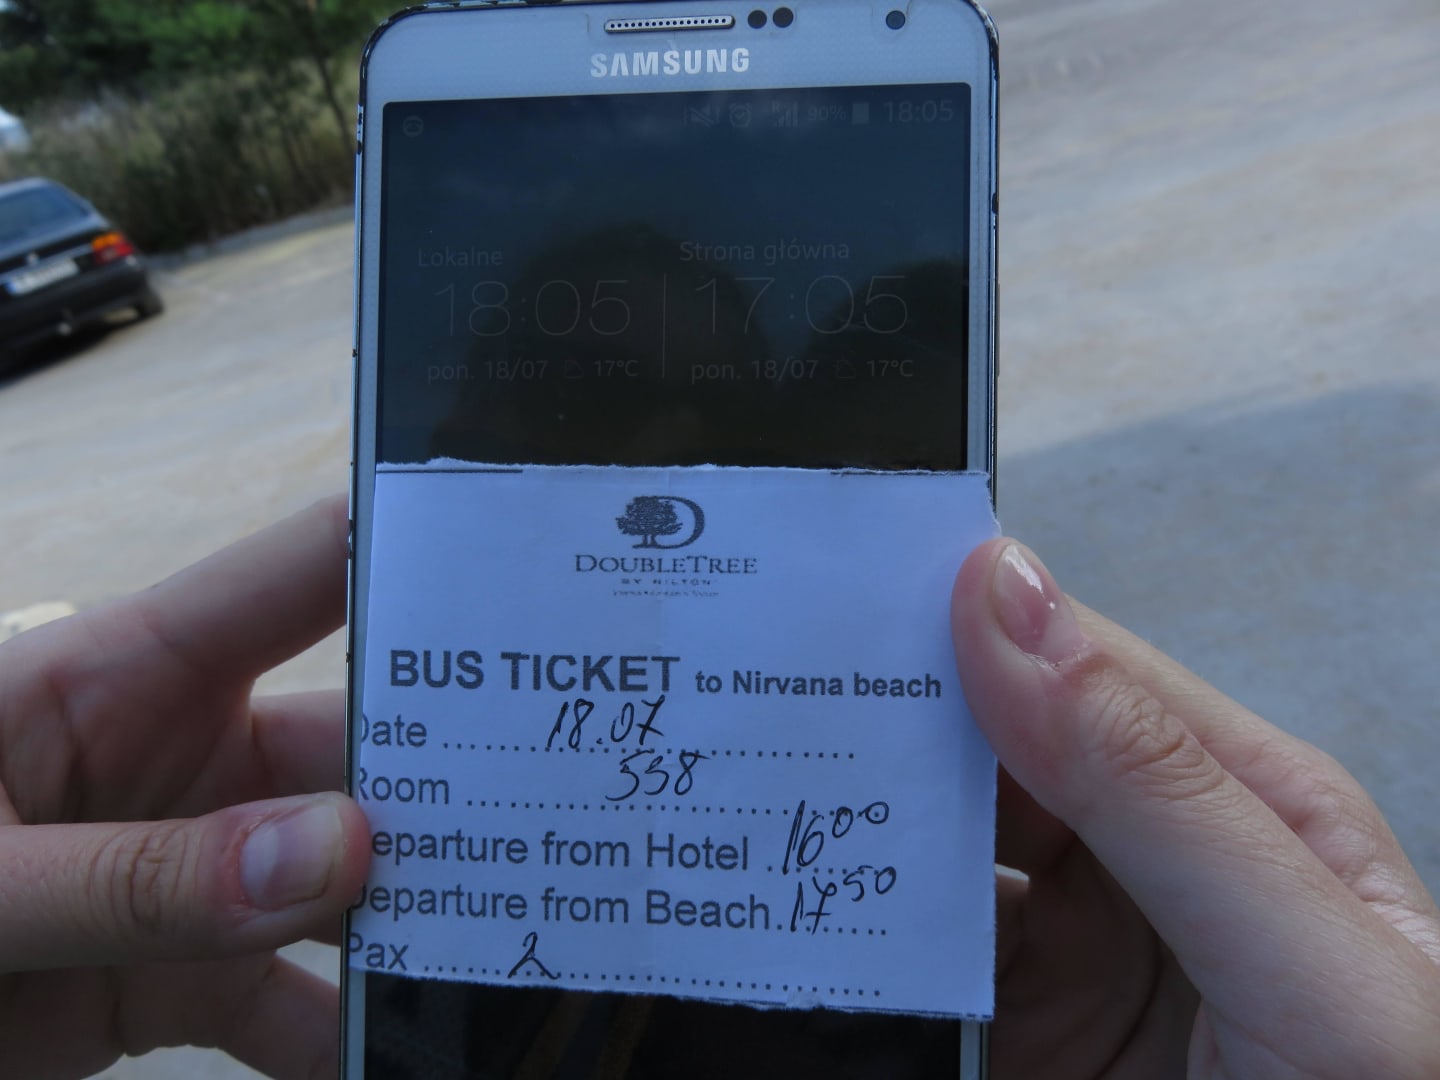 SAMSUNG
90% 18:05
Lokalne
18:05
pon. 18/07 17°C
Strona główna
17:05
pon. 18/07 17°C
DOUBLETREE
BY HILTON
BUS TICKET to Nirvana beach
Date .................................. 18.07
Room ................................ 538
Departure from Hotel ......... 16⁰⁰
Departure from Beach......... 17⁵⁰
Pax ................................... 2